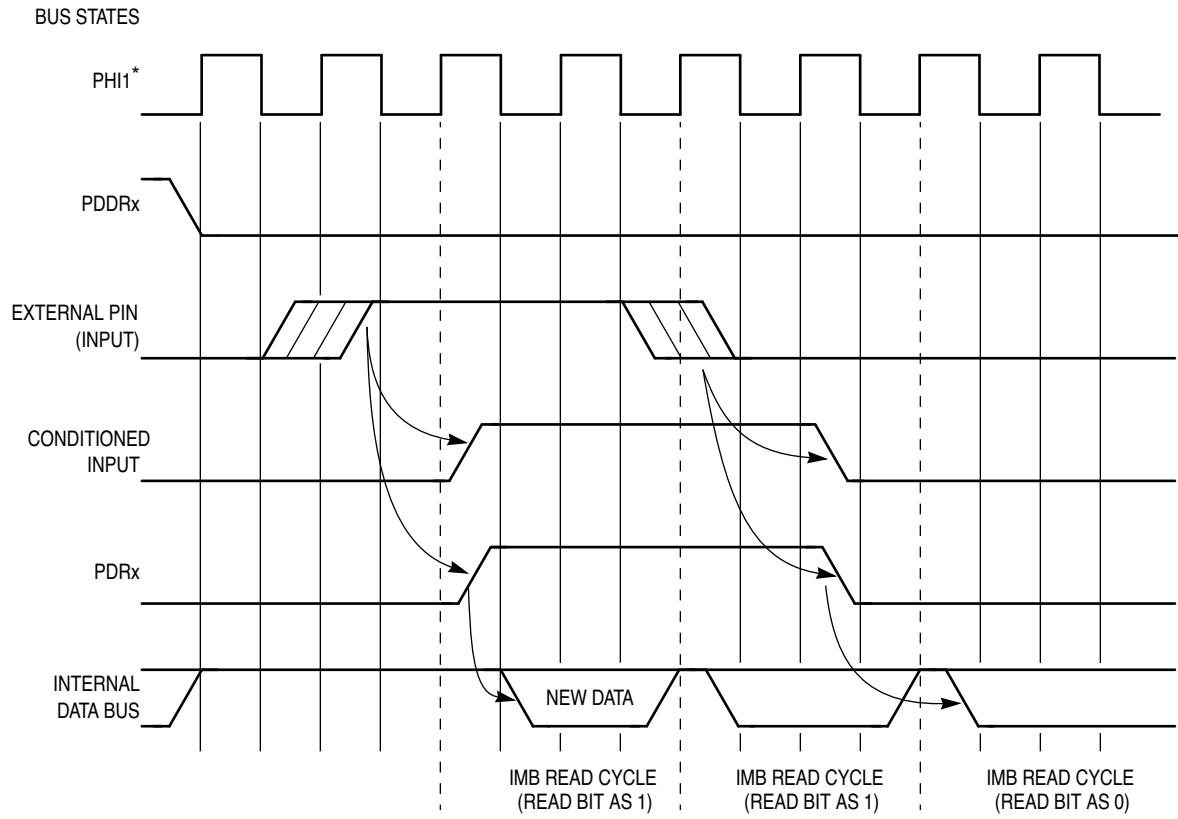 BUS STATES
PHI1*
PDDRx
EXTERNAL PIN
(INPUT)
CONDITIONED
INPUT
PDRx
INTERNAL
DATA BUS
NEW DATA
IMB READ CYCLE
(READ BIT AS 1)
IMB READ CYCLE
(READ BIT AS 1)
IMB READ CYCLE
(READ BIT AS 0)